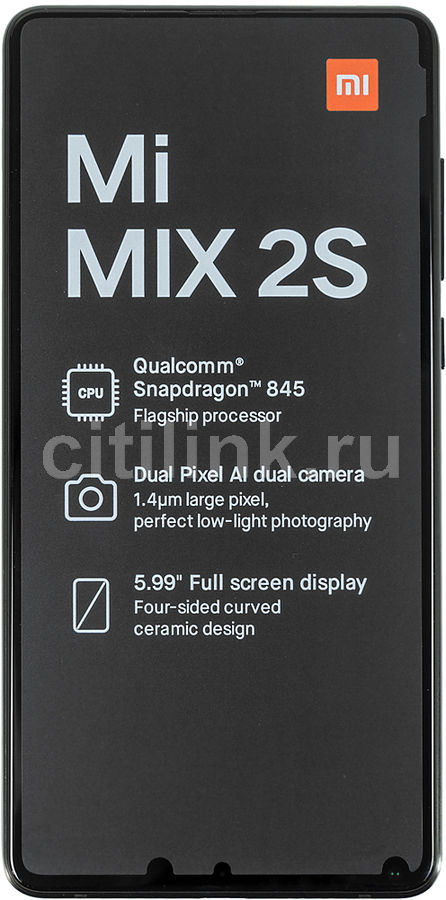 mi
Mi
MIX 2S
CPU
Qualcomm®
Snapdragon™ 845
Flagship processor
citilink.ru
Dual Pixel AI dual camera
1.4μm large pixel,
perfect low-light photography
5.99" Full screen display
Four-sided curved
ceramic design